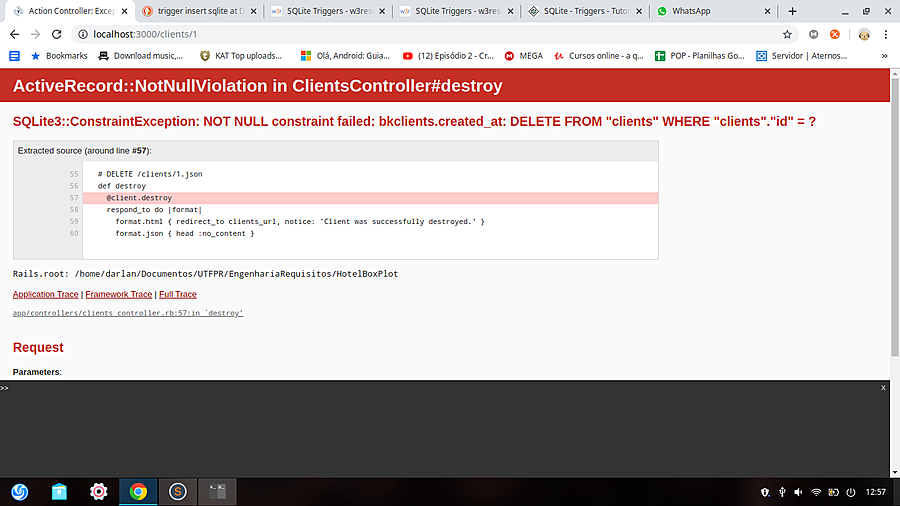 Action Controller: Exce
trigger insert sqlite at D
SQLite Triggers - w3res
SQLite Triggers - w3res
SQLite - Triggers - Tutor
WhatsApp
localhost:3000/clients/1
Bookmarks
Download music,...
KAT Top uploads...
Olá, Android: Guia...
(12) Episódio 2 - Cr...
MEGA
Cursos online - a q...
POP - Planilhas Go...
Servidor | Aternos...
»
ActiveRecord::NotNullViolation in ClientsController#destroy
SQLite3::ConstraintException: NOT NULL constraint failed: bkclients.created_at: DELETE FROM "clients" WHERE "clients"."id" = ?
Extracted source (around line #57):
55 # DELETE /clients/1.json
56 def destroy
57 @client.destroy
58 respond_to do |format|
59 format.html { redirect_to clients_url, notice: 'Client was successfully destroyed.' }
60 format.json { head :no_content }
Rails.root: /home/darlan/Documentos/UTFPR/EngenhariaRequisitos/HotelBoxPlot
Application Trace | Framework Trace | Full Trace
app/controllers/clients_controller.rb:57:in `destroy'
Request
Parameters:
>>
x
12:57